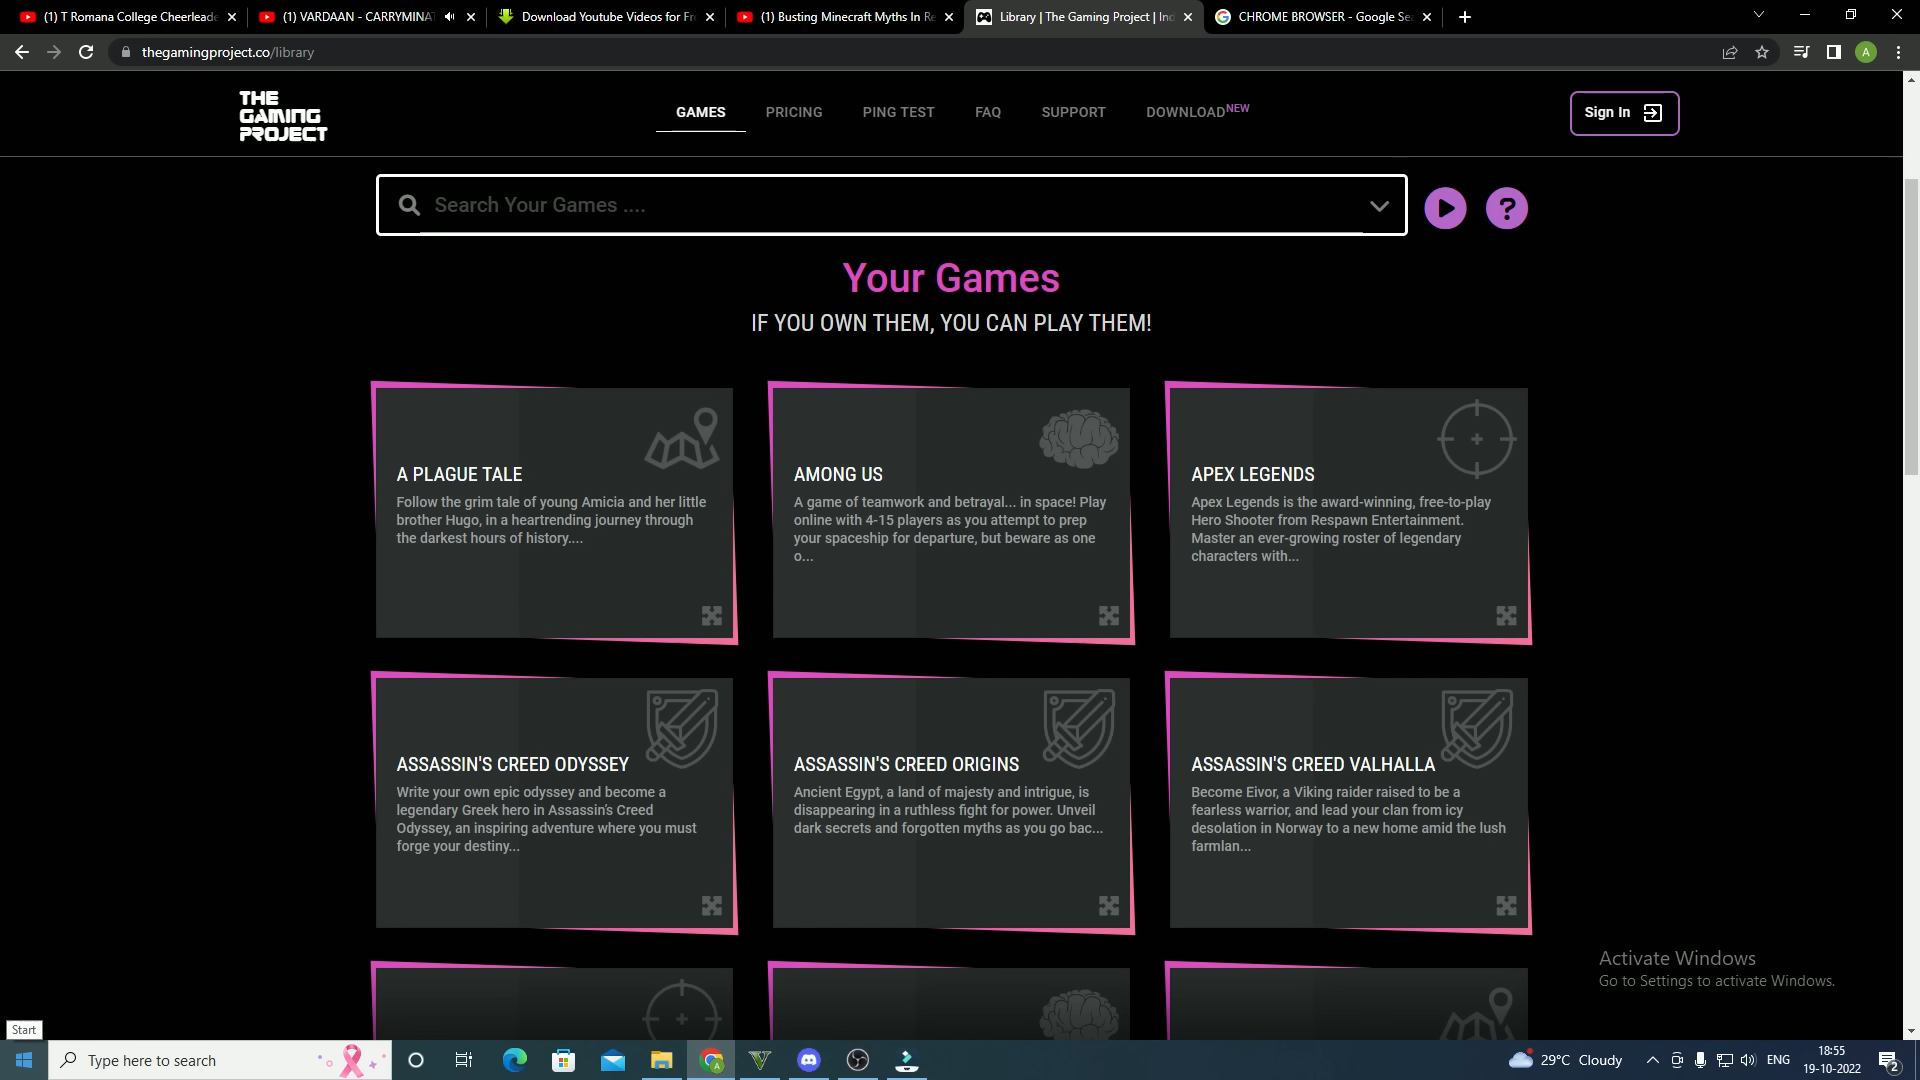 (1) T Romana College Cheerleade
(1) VARDAAN - CARRYMINAT
Download Youtube Videos for Fr
(1) Busting Minecraft Myths In Re
Library | The Gaming Project | Ind
CHROME BROWSER - Google Se
thegamingproject.co/library
A
THE
GAMING
PROJECT
GAMES
PRICING
PING TEST
FAQ
SUPPORT
DOWNLOAD NEW
Sign In
Search Your Games ....
?
Your Games
IF YOU OWN THEM, YOU CAN PLAY THEM!
A PLAGUE TALE
Follow the grim tale of young Amicia and her little
brother Hugo, in a heartrending journey through
the darkest hours of history....
AMONG US
A game of teamwork and betrayal... in space! Play
online with 4-15 players as you attempt to prep
your spaceship for departure, but beware as one
o...
APEX LEGENDS
Apex Legends is the award-winning, free-to-play
Hero Shooter from Respawn Entertainment.
Master an ever-growing roster of legendary
characters with...
ASSASSIN'S CREED ODYSSEY
Write your own epic odyssey and become a
legendary Greek hero in Assassin's Creed
Odyssey, an inspiring adventure where you must
forge your destiny...
ASSASSIN'S CREED ORIGINS
Ancient Egypt, a land of majesty and intrigue, is
disappearing in a ruthless fight for power. Unveil
dark secrets and forgotten myths as you go bac...
ASSASSIN'S CREED VALHALLA
Become Eivor, a Viking raider raised to be a
fearless warrior, and lead your clan from icy
desolation in Norway to a new home amid the lush
farmlan...
Activate Windows
Go to Settings to activate Windows.
Start
Type here to search
29°C Cloudy
ENG
18:55
19-10-2022
2